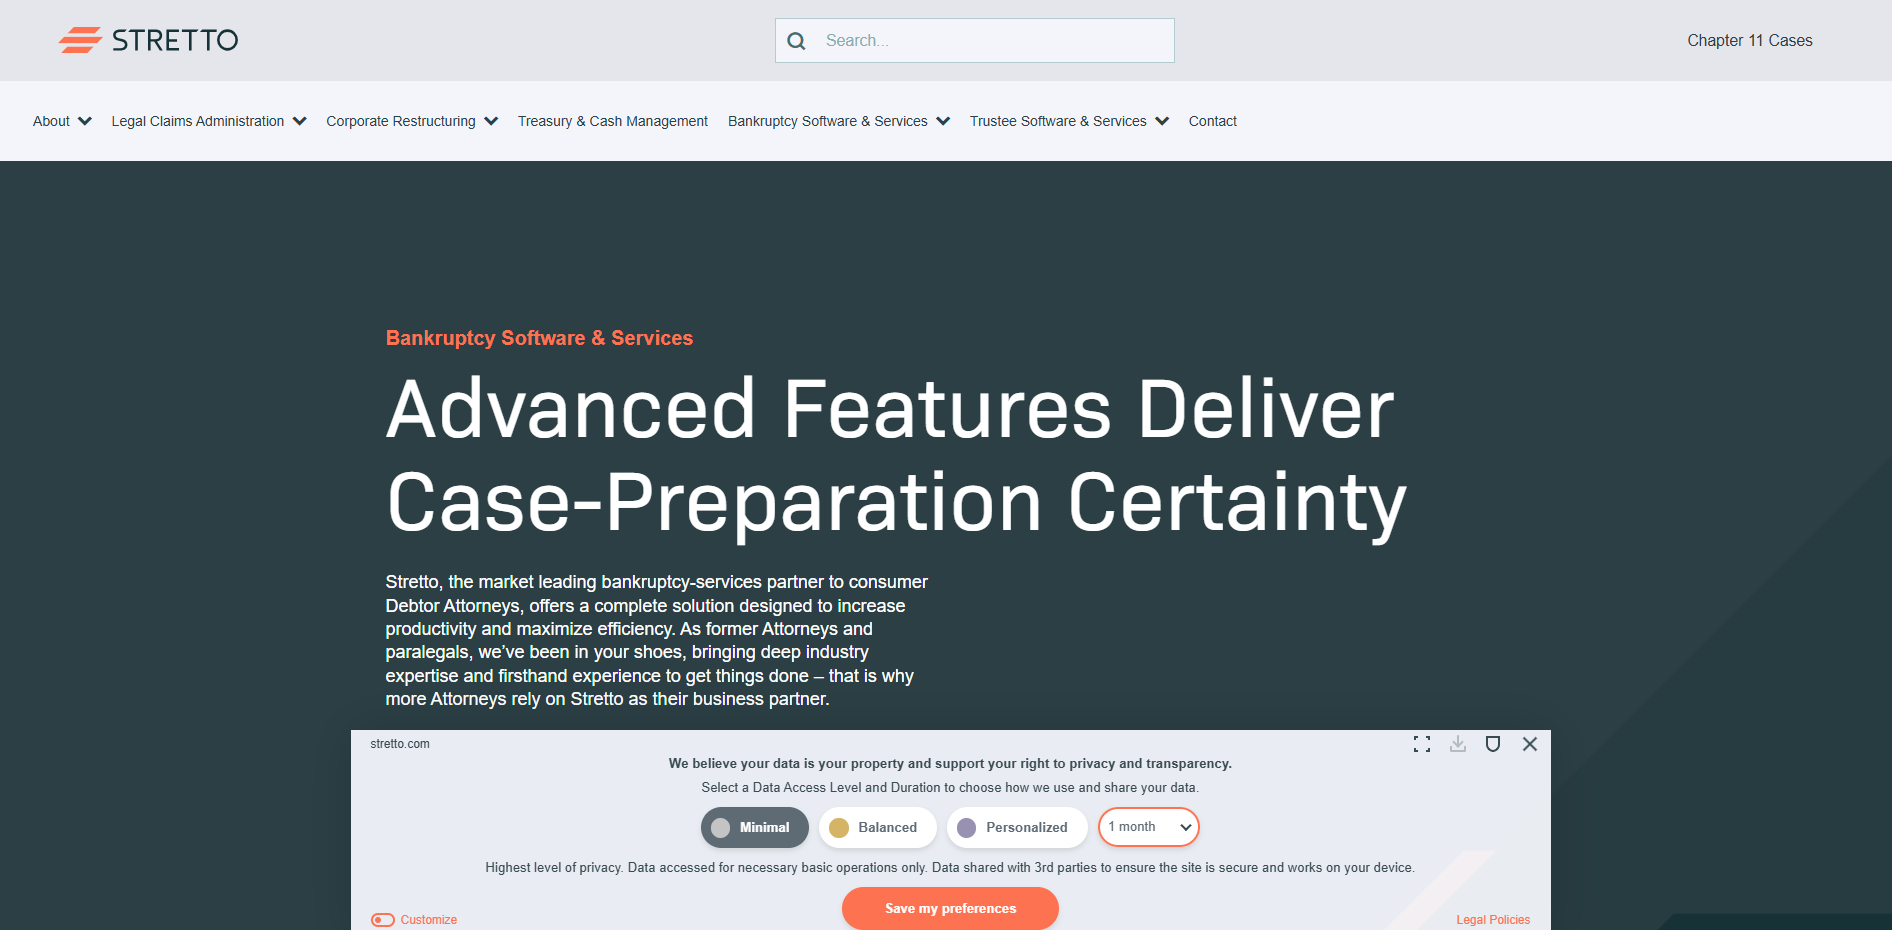 STRETTO
Search...
Chapter 11 Cases
About
Legal Claims Administration
Corporate Restructuring
Treasury & Cash Management
Bankruptcy Software & Services
Trustee Software & Services
Contact
Bankruptcy Software & Services
Advanced Features Deliver
Case-Preparation Certainty
Stretto, the market leading bankruptcy-services partner to consumer
Debtor Attorneys, offers a complete solution designed to increase
productivity and maximize efficiency. As former Attorneys and
paralegals, we’ve been in your shoes, bringing deep industry
expertise and firsthand experience to get things done – that is why
more Attorneys rely on Stretto as their business partner.
stretto.com
We believe your data is your property and support your right to privacy and transparency.
Select a Data Access Level and Duration to choose how we use and share your data.
Minimal
Balanced
Personalized
1 month
Highest level of privacy. Data accessed for necessary basic operations only. Data shared with 3rd parties to ensure the site is secure and works on your device.
Save my preferences
Customize
Legal Policies